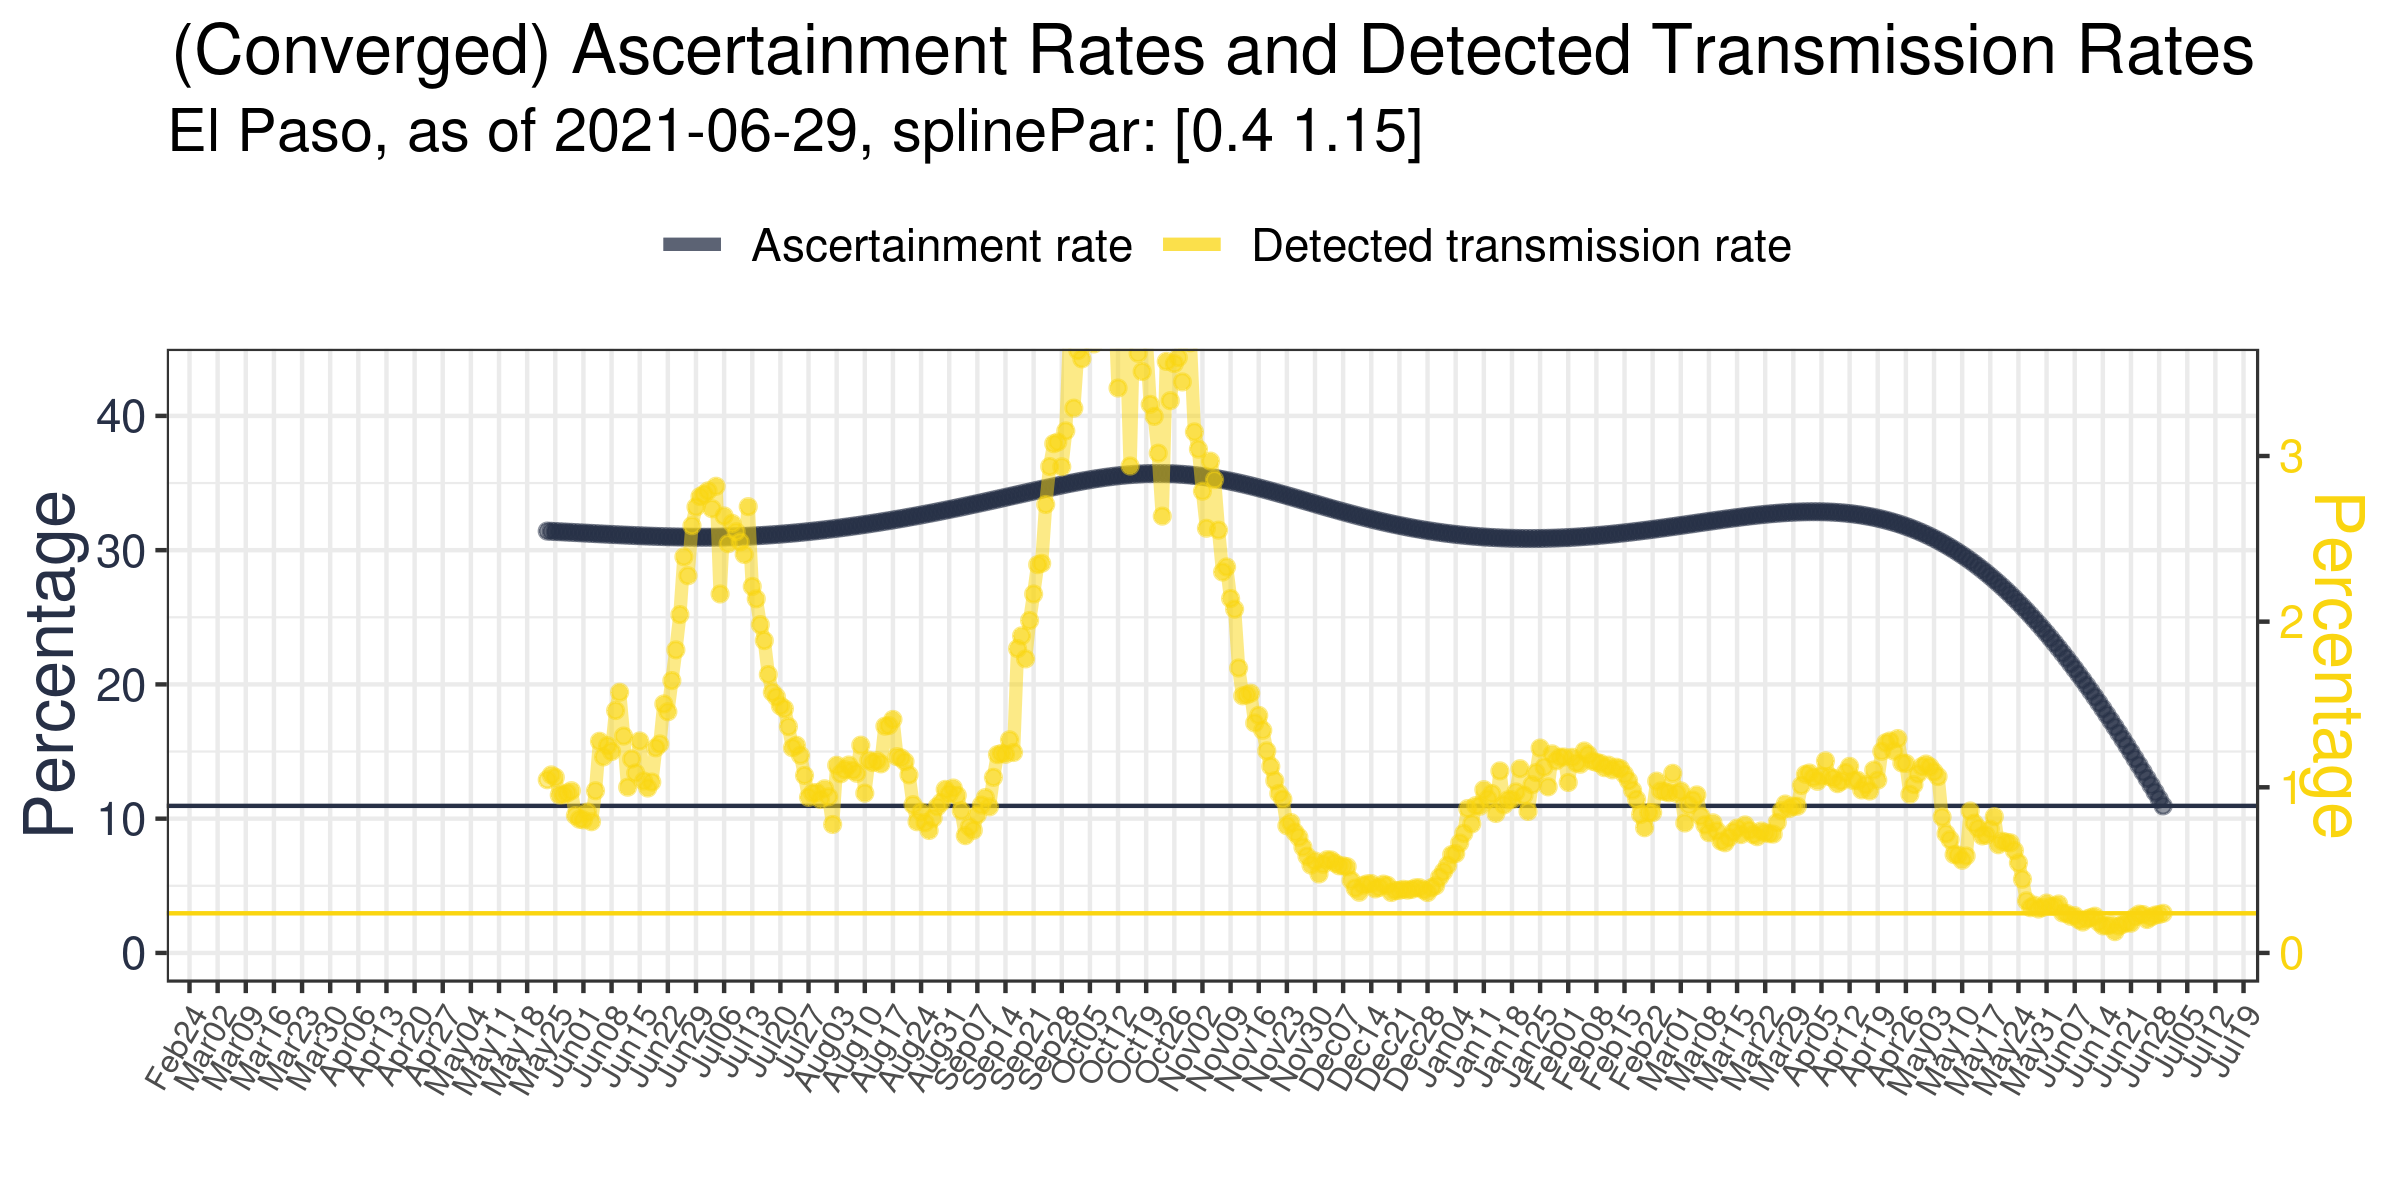 (Converged) Ascertainment Rates and Detected Transmission Rates
El Paso, as of 2021-06-29, splinePar: [0.4 1.15]
Ascertainment rate
Detected transmission rate
Percentage
40
30
20
10
0
3
2
1
0
Percentage
Feb24
Mar02
Mar09
Mar16
Mar23
Mar30
Apr06
Apr13
Apr20
Apr27
May04
May11
May18
May25
Jun01
Jun08
Jun15
Jun22
Jun29
Jul06
Jul13
Jul20
Jul27
Aug03
Aug10
Aug17
Aug24
Aug31
Sep07
Sep14
Sep21
Sep28
Oct05
Oct12
Oct19
Oct26
Nov02
Nov09
Nov16
Nov23
Nov30
Dec07
Dec14
Dec21
Dec28
Jan04
Jan11
Jan18
Jan25
Feb01
Feb08
Feb15
Feb22
Mar01
Mar08
Mar15
Mar22
Mar29
Apr05
Apr12
Apr19
Apr26
May03
May10
May17
May24
May31
Jun07
Jun14
Jun21
Jun28
Jul05
Jul12
Jul19